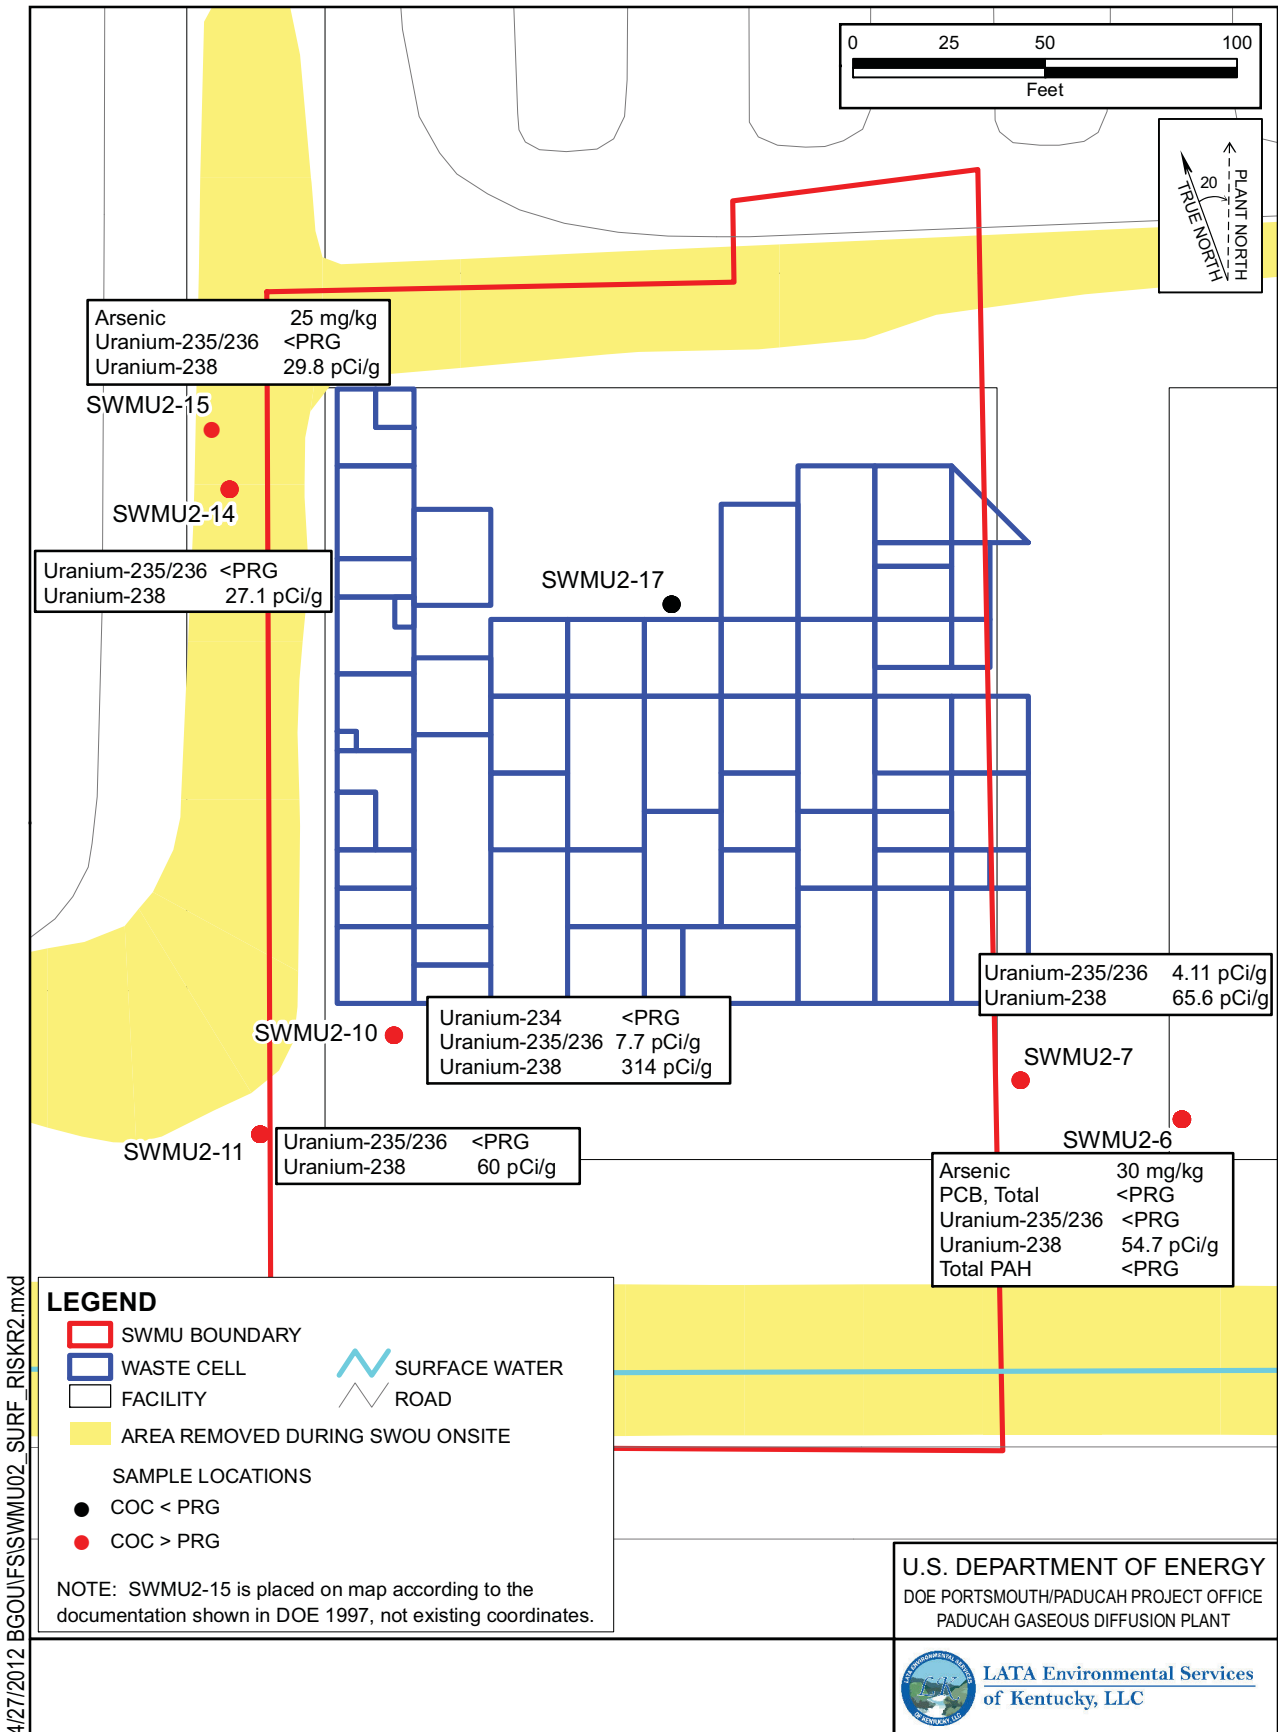 0 25 50 100
Feet
20
TRUE NORTH
PLANT NORTH
Arsenic 25 mg/kg
Uranium-235/236 <PRG
Uranium-238 29.8 pCi/g
SWMU2-15
SWMU2-14
Uranium-235/236 <PRG
Uranium-238 27.1 pCi/g
SWMU2-17
Uranium-235/236 4.11 pCi/g
Uranium-238 65.6 pCi/g
SWMU2-10
Uranium-234 <PRG
Uranium-235/236 7.7 pCi/g
Uranium-238 314 pCi/g
SWMU2-7
SWMU2-6
SWMU2-11
Uranium-235/236 <PRG
Uranium-238 60 pCi/g
Arsenic 30 mg/kg
PCB, Total <PRG
Uranium-235/236 <PRG
Uranium-238 54.7 pCi/g
Total PAH <PRG
LEGEND
SWMU BOUNDARY
WASTE CELL
SURFACE WATER
FACILITY
ROAD
AREA REMOVED DURING SWOU ONSITE
SAMPLE LOCATIONS
COC < PRG
COC > PRG
NOTE: SWMU2-15 is placed on map according to the
documentation shown in DOE 1997, not existing coordinates.
U.S. DEPARTMENT OF ENERGY
DOE PORTSMOUTH/PADUCAH PROJECT OFFICE
PADUCAH GASEOUS DIFFUSION PLANT
LATA ENVIRONMENTAL SERVICES
OF KENTUCKY, LLC
LATA Environmental Services
of Kentucky, LLC
4/27/2012 BGOU\FS\SWMU02_SURF_RISKR2.mxd